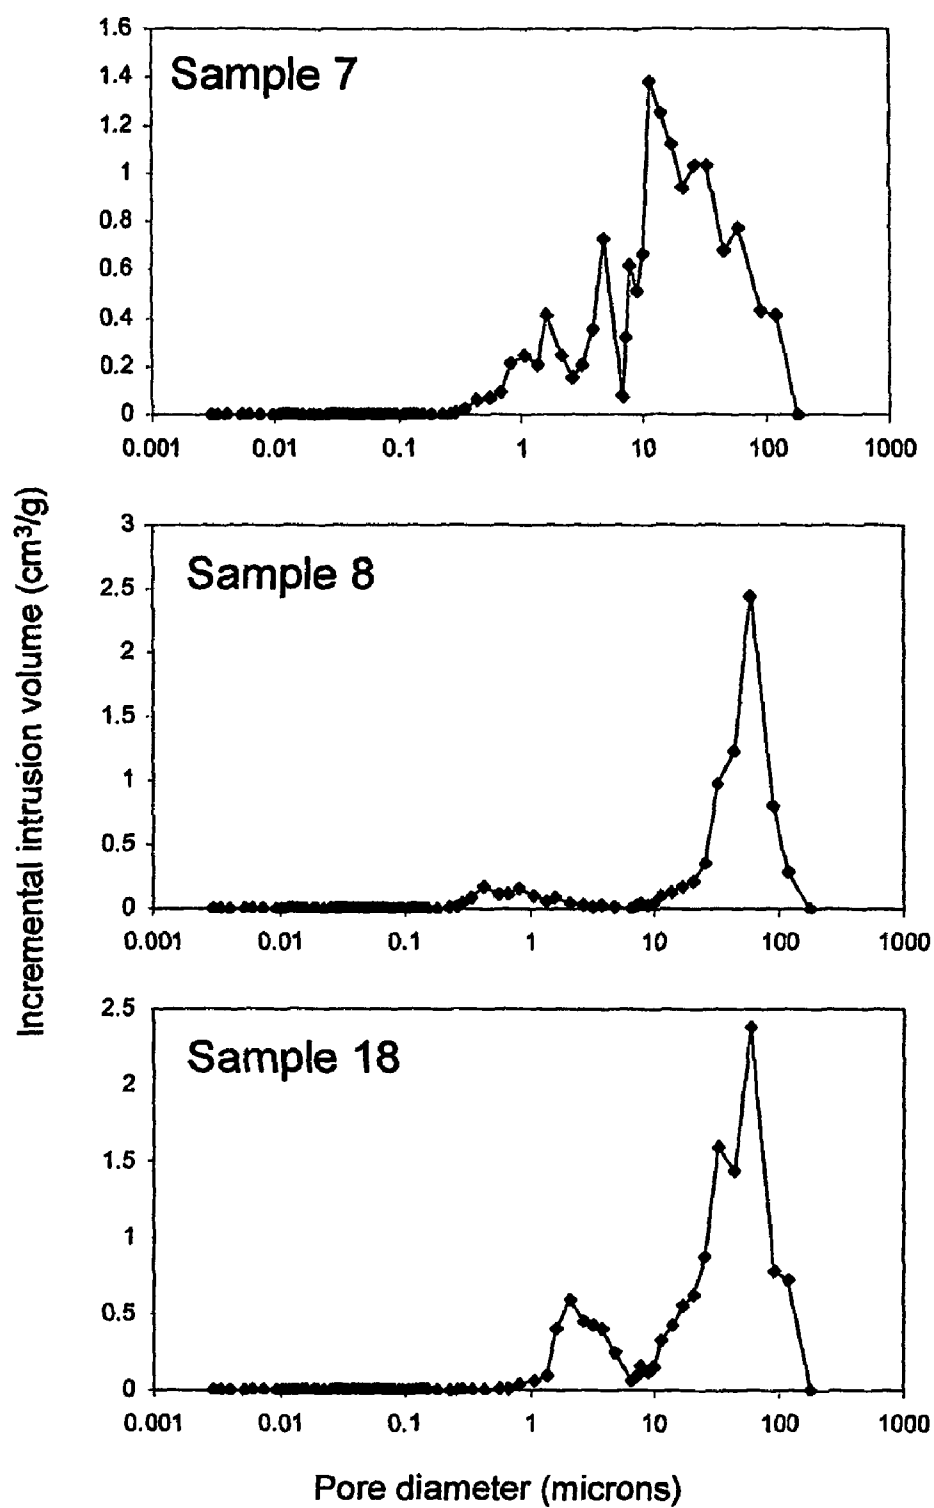 1.6
Sample 7
1.4
1.2
1
0.8
0.6
0.4
0.2
0
0.001 0.01 0.1 1 10 100 1000
Incremental intrusion volume (cm³/g)
3
Sample 8
2.5
2
1.5
1
0.5
0
0.001 0.01 0.1 1 10 100 1000
2.5
Sample 18
2
1.5
1
0.5
0
0.001 0.01 0.1 1 10 100 1000
Pore diameter (microns)